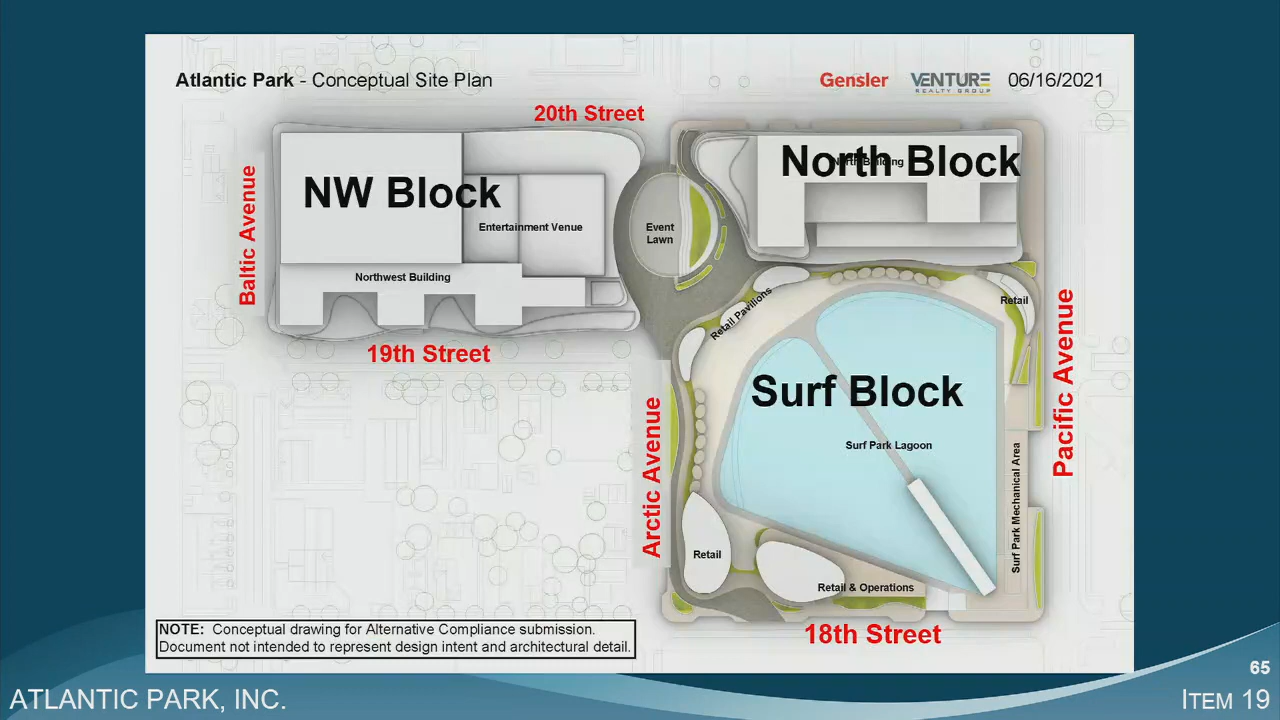 Atlantic Park - Conceptual Site Plan
Gensler
VENTURE
REALTY GROUP
06/16/2021
20th Street
Baltic Avenue
NW Block
Entertainment Venue
Northwest Building
19th Street
Event
Lawn
North Block
North Building
Retail Pavilions
Retail
Pacific Avenue
Surf Block
Surf Park Lagoon
Arctic Avenue
Surf Park Mechanical Area
Retail
Retail & Operations
18th Street
NOTE: Conceptual drawing for Alternative Compliance submission.
Document not intended to represent design intent and architectural detail.
65
ATLANTIC PARK, INC.
ITEM 19